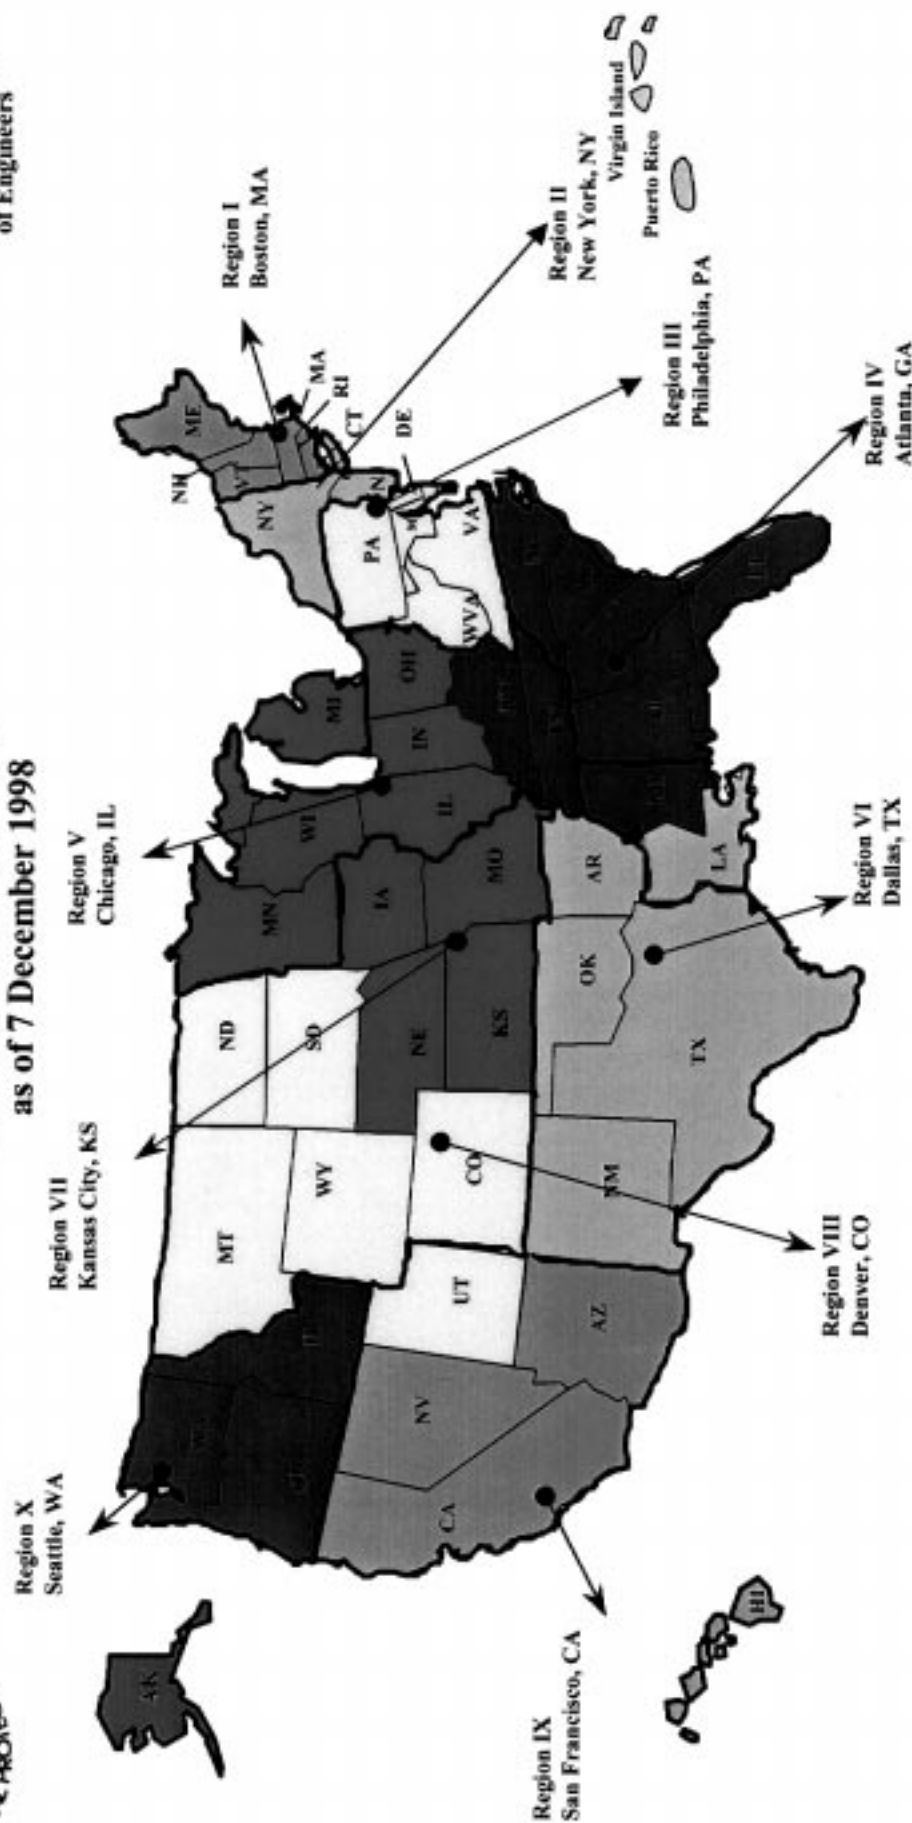 of Engineers
as of 7 December 1998
Region X
Seattle, WA
Region VII
Kansas City, KS
Region V
Chicago, IL
Region I
Boston, MA
Region II
New York, NY
Virgin Island
Puerto Rico
Region III
Philadelphia, PA
Region IV
Atlanta, GA
Region VI
Dallas, TX
Region VIII
Denver, CO
Region IX
San Francisco, CA
AK
HI
CA
NV
AZ
UT
MT
WY
CO
NM
ND
SD
NE
KS
OK
TX
MN
IA
MO
AR
LA
WI
IL
MI
IN
OH
WVA
VA
PA
NY
VT
NH
ME
MA
RI
CT
DE